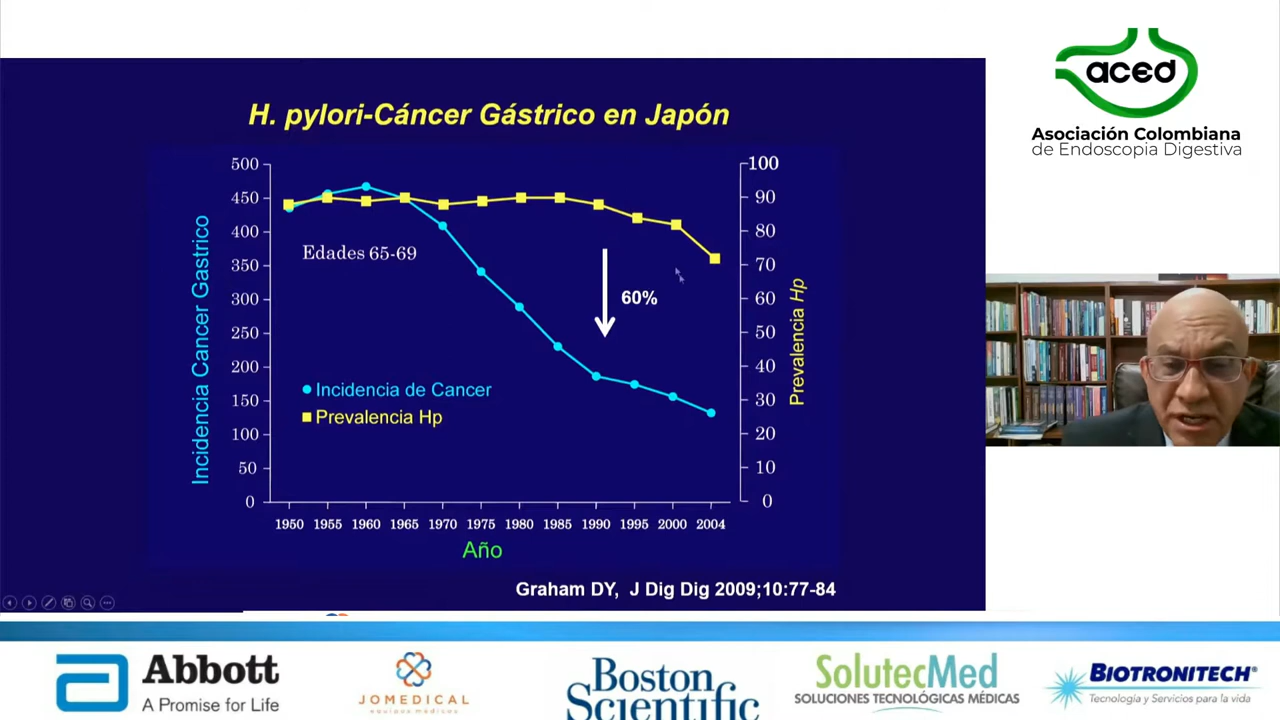 H. pylori-Cáncer Gástrico en Japón
500
450
400
350
300
250
200
150
100
50
0
Incidencia Cancer Gastrico
Edades 65-69
60%
Incidencia de Cancer
Prevalencia Hp
100
90
80
70
60
50
40
30
20
10
0
Prevalencia Hp
1950 1955 1960 1965 1970 1975 1980 1985 1990 1995 2000 2004
Año
Graham DY, J Dig Dig 2009;10:77-84
aced
Asociación Colombiana
de Endoscopia Digestiva
Abbott
A Promise for Life
JOMEDICAL
equipos médicos
Boston
Scientific
SolutecMed
SOLUCIONES TECNOLÓGICAS MÉDICAS
BIOTRONITECH®
Tecnología y Servicios para la vida